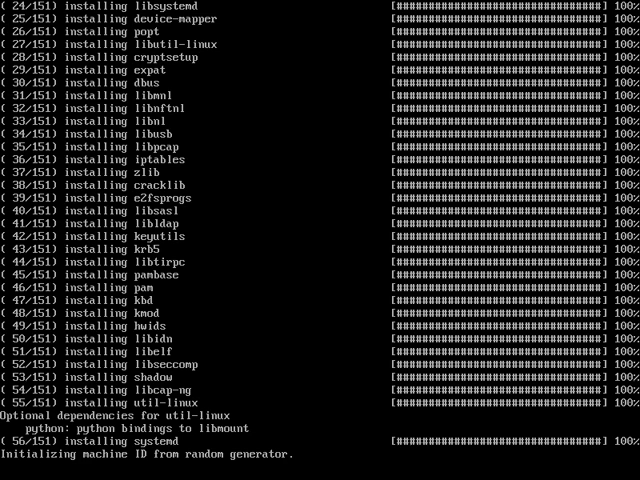 ( 24/151) installing libsystemd [################################] 100%
( 25/151) installing device-mapper [################################] 100%
( 26/151) installing popt [################################] 100%
( 27/151) installing libutil-linux [################################] 100%
( 28/151) installing cryptsetup [################################] 100%
( 29/151) installing expat [################################] 100%
( 30/151) installing dbus [################################] 100%
( 31/151) installing libmnl [################################] 100%
( 32/151) installing libnftnl [################################] 100%
( 33/151) installing libnl [################################] 100%
( 34/151) installing libusb [################################] 100%
( 35/151) installing libpcap [################################] 100%
( 36/151) installing iptables [################################] 100%
( 37/151) installing zlib [################################] 100%
( 38/151) installing cracklib [################################] 100%
( 39/151) installing e2fsprogs [################################] 100%
( 40/151) installing libsasl [################################] 100%
( 41/151) installing libldap [################################] 100%
( 42/151) installing keyutils [################################] 100%
( 43/151) installing krb5 [################################] 100%
( 44/151) installing libtirpc [################################] 100%
( 45/151) installing pambase [################################] 100%
( 46/151) installing pam [################################] 100%
( 47/151) installing kbd [################################] 100%
( 48/151) installing kmod [################################] 100%
( 49/151) installing hwids [################################] 100%
( 50/151) installing libidn [################################] 100%
( 51/151) installing libelf [################################] 100%
( 52/151) installing libseccomp [################################] 100%
( 53/151) installing shadow [################################] 100%
( 54/151) installing libcap-ng [################################] 100%
( 55/151) installing util-linux [################################] 100%
Optional dependencies for util-linux
python: python bindings to libmount
( 56/151) installing systemd [################################] 100%
Initializing machine ID from random generator.